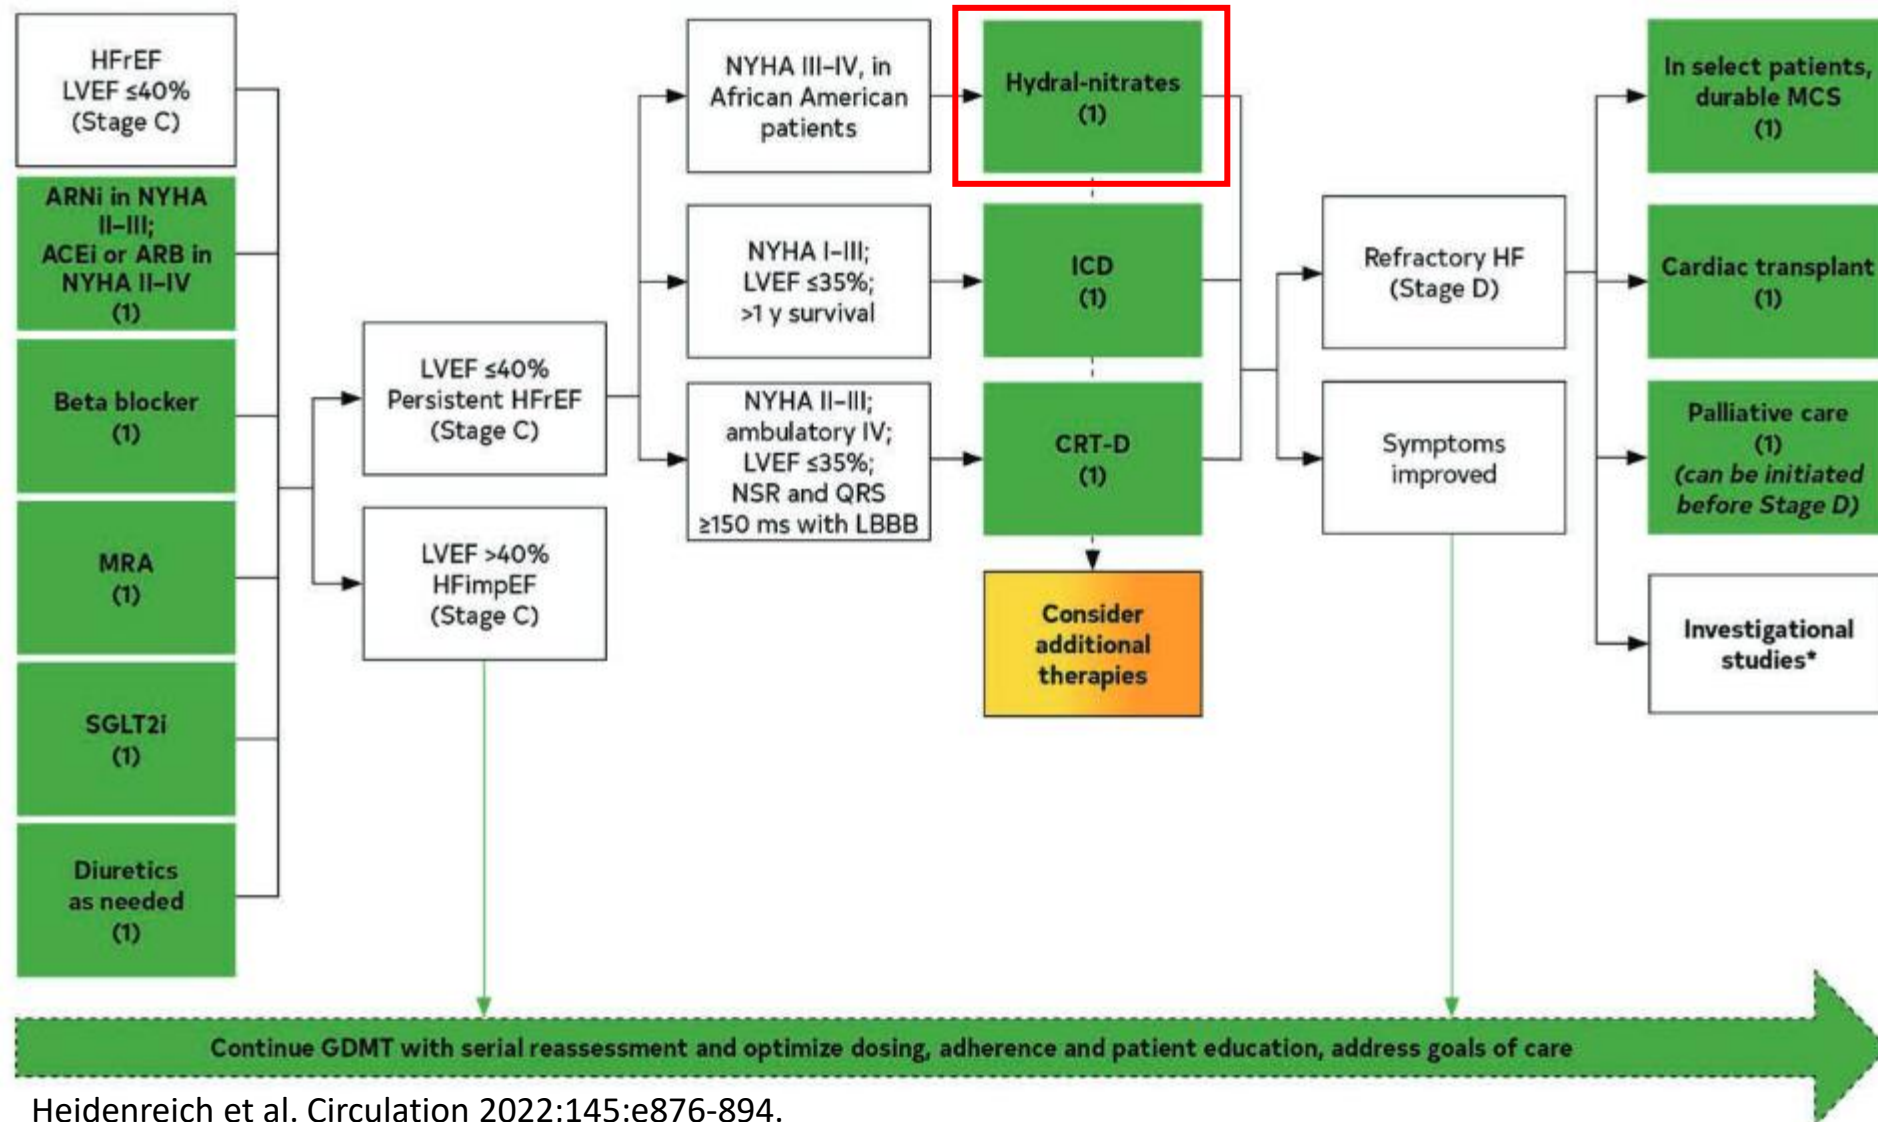 HFrEF
LVEF ≤40%
(Stage C)
ARNi in NYHA
II–III;
ACEi or ARB in
NYHA II–IV
(1)
Beta blocker
(1)
MRA
(1)
SGLT2i
(1)
Diuretics
as needed
(1)
LVEF ≤40%
Persistent HFrEF
(Stage C)
LVEF >40%
HFimpEF
(Stage C)
NYHA III–IV, in
African American
patients
NYHA I–III;
LVEF ≤35%;
>1 y survival
NYHA II–III;
ambulatory IV;
LVEF ≤35%;
NSR and QRS
≥150 ms with LBBB
Hydral-nitrates
(1)
ICD
(1)
CRT-D
(1)
Consider
additional
therapies
Refractory HF
(Stage D)
Symptoms
improved
In select patients,
durable MCS
(1)
Cardiac transplant
(1)
Palliative care
(1)
(can be initiated
before Stage D)
Investigational
studies*
Continue GDMT with serial reassessment and optimize dosing, adherence and patient education, address goals of care
Heidenreich et al. Circulation 2022;145:e876-894.